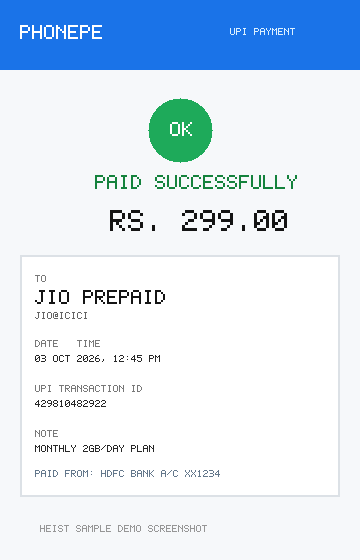 PHONEPE
UPI PAYMENT
OK
PAID SUCCESSFULLY
RS. 299.00
TO
JIO PREPAID
JIO@ICICI
DATE TIME
03 OCT 2026, 12:45 PM
UPI TRANSACTION ID
429810482922
NOTE
MONTHLY 2GB/DAY PLAN
PAID FROM: HDFC BANK A/C XX1234
HEIST SAMPLE DEMO SCREENSHOT